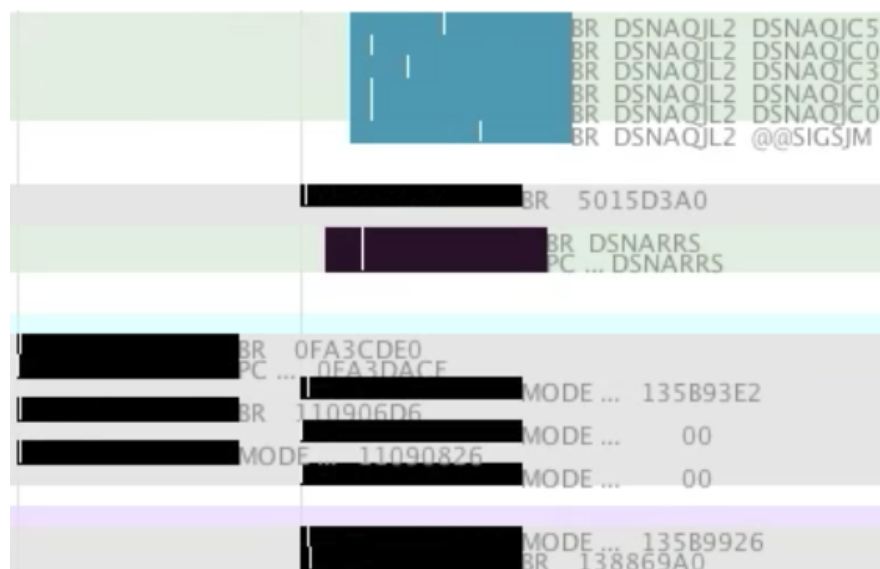 BR DSNAQJL2 DSNAQJC5
BR DSNAQJL2 DSNAQJC0
BR DSNAQJL2 DSNAQJC3
BR DSNAQJL2 DSNAQJC0
BR DSNAQJL2 DSNAQJC0
BR DSNAQJL2 @@SIGSJM
BR 5015D3A0
BR DSNARRS
PC ... DSNARRS
BR 0FA3CDE0
PC ... 0FA3DACE
MODE ... 135B93E2
BR 110906D6
MODE ... 00
MODE ... 11090826
MODE ... 00
MODE ... 135B9926
BR 138869A0